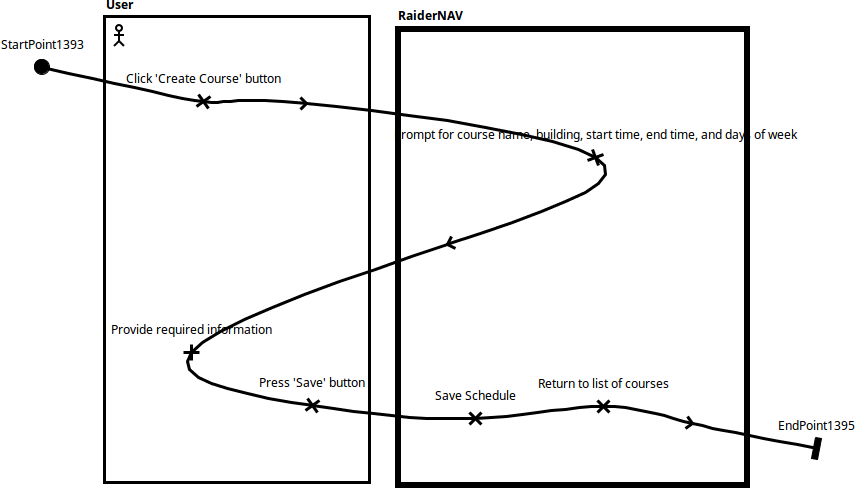 User
RaiderNAV
StartPoint1393
Click 'Create Course' button
rompt for course name, building, start time, end time, and days of week
Provide required information
Press 'Save' button
Save Schedule
Return to list of courses
EndPoint1395